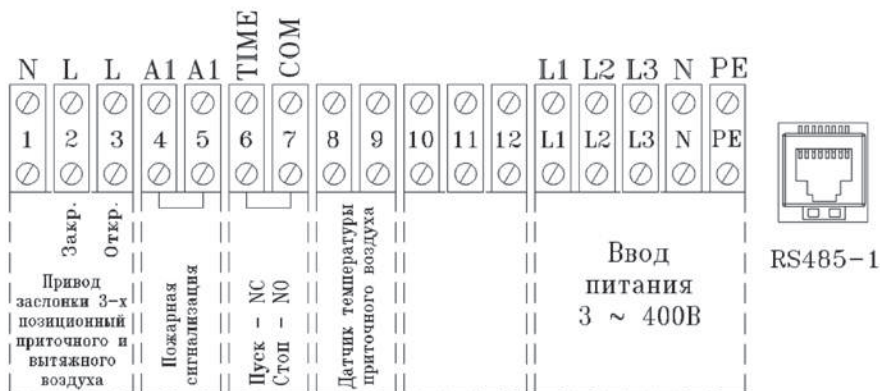 N L L A1 A1 TIME COM L1 L2 L3 N PE
1 2 3 4 5 6 7 8 9 10 11 12 L1 L2 L3 N PE
Закр.
Откр.
Привод
заслонки 3-х
позиционный
приточного и
вытяжного
воздуха
Пожарная
сигнализация
Пуск - NC
Стоп - NO
Датчик температуры
приточного воздуха
Ввод
питания
3 ~ 400В
RS485-1